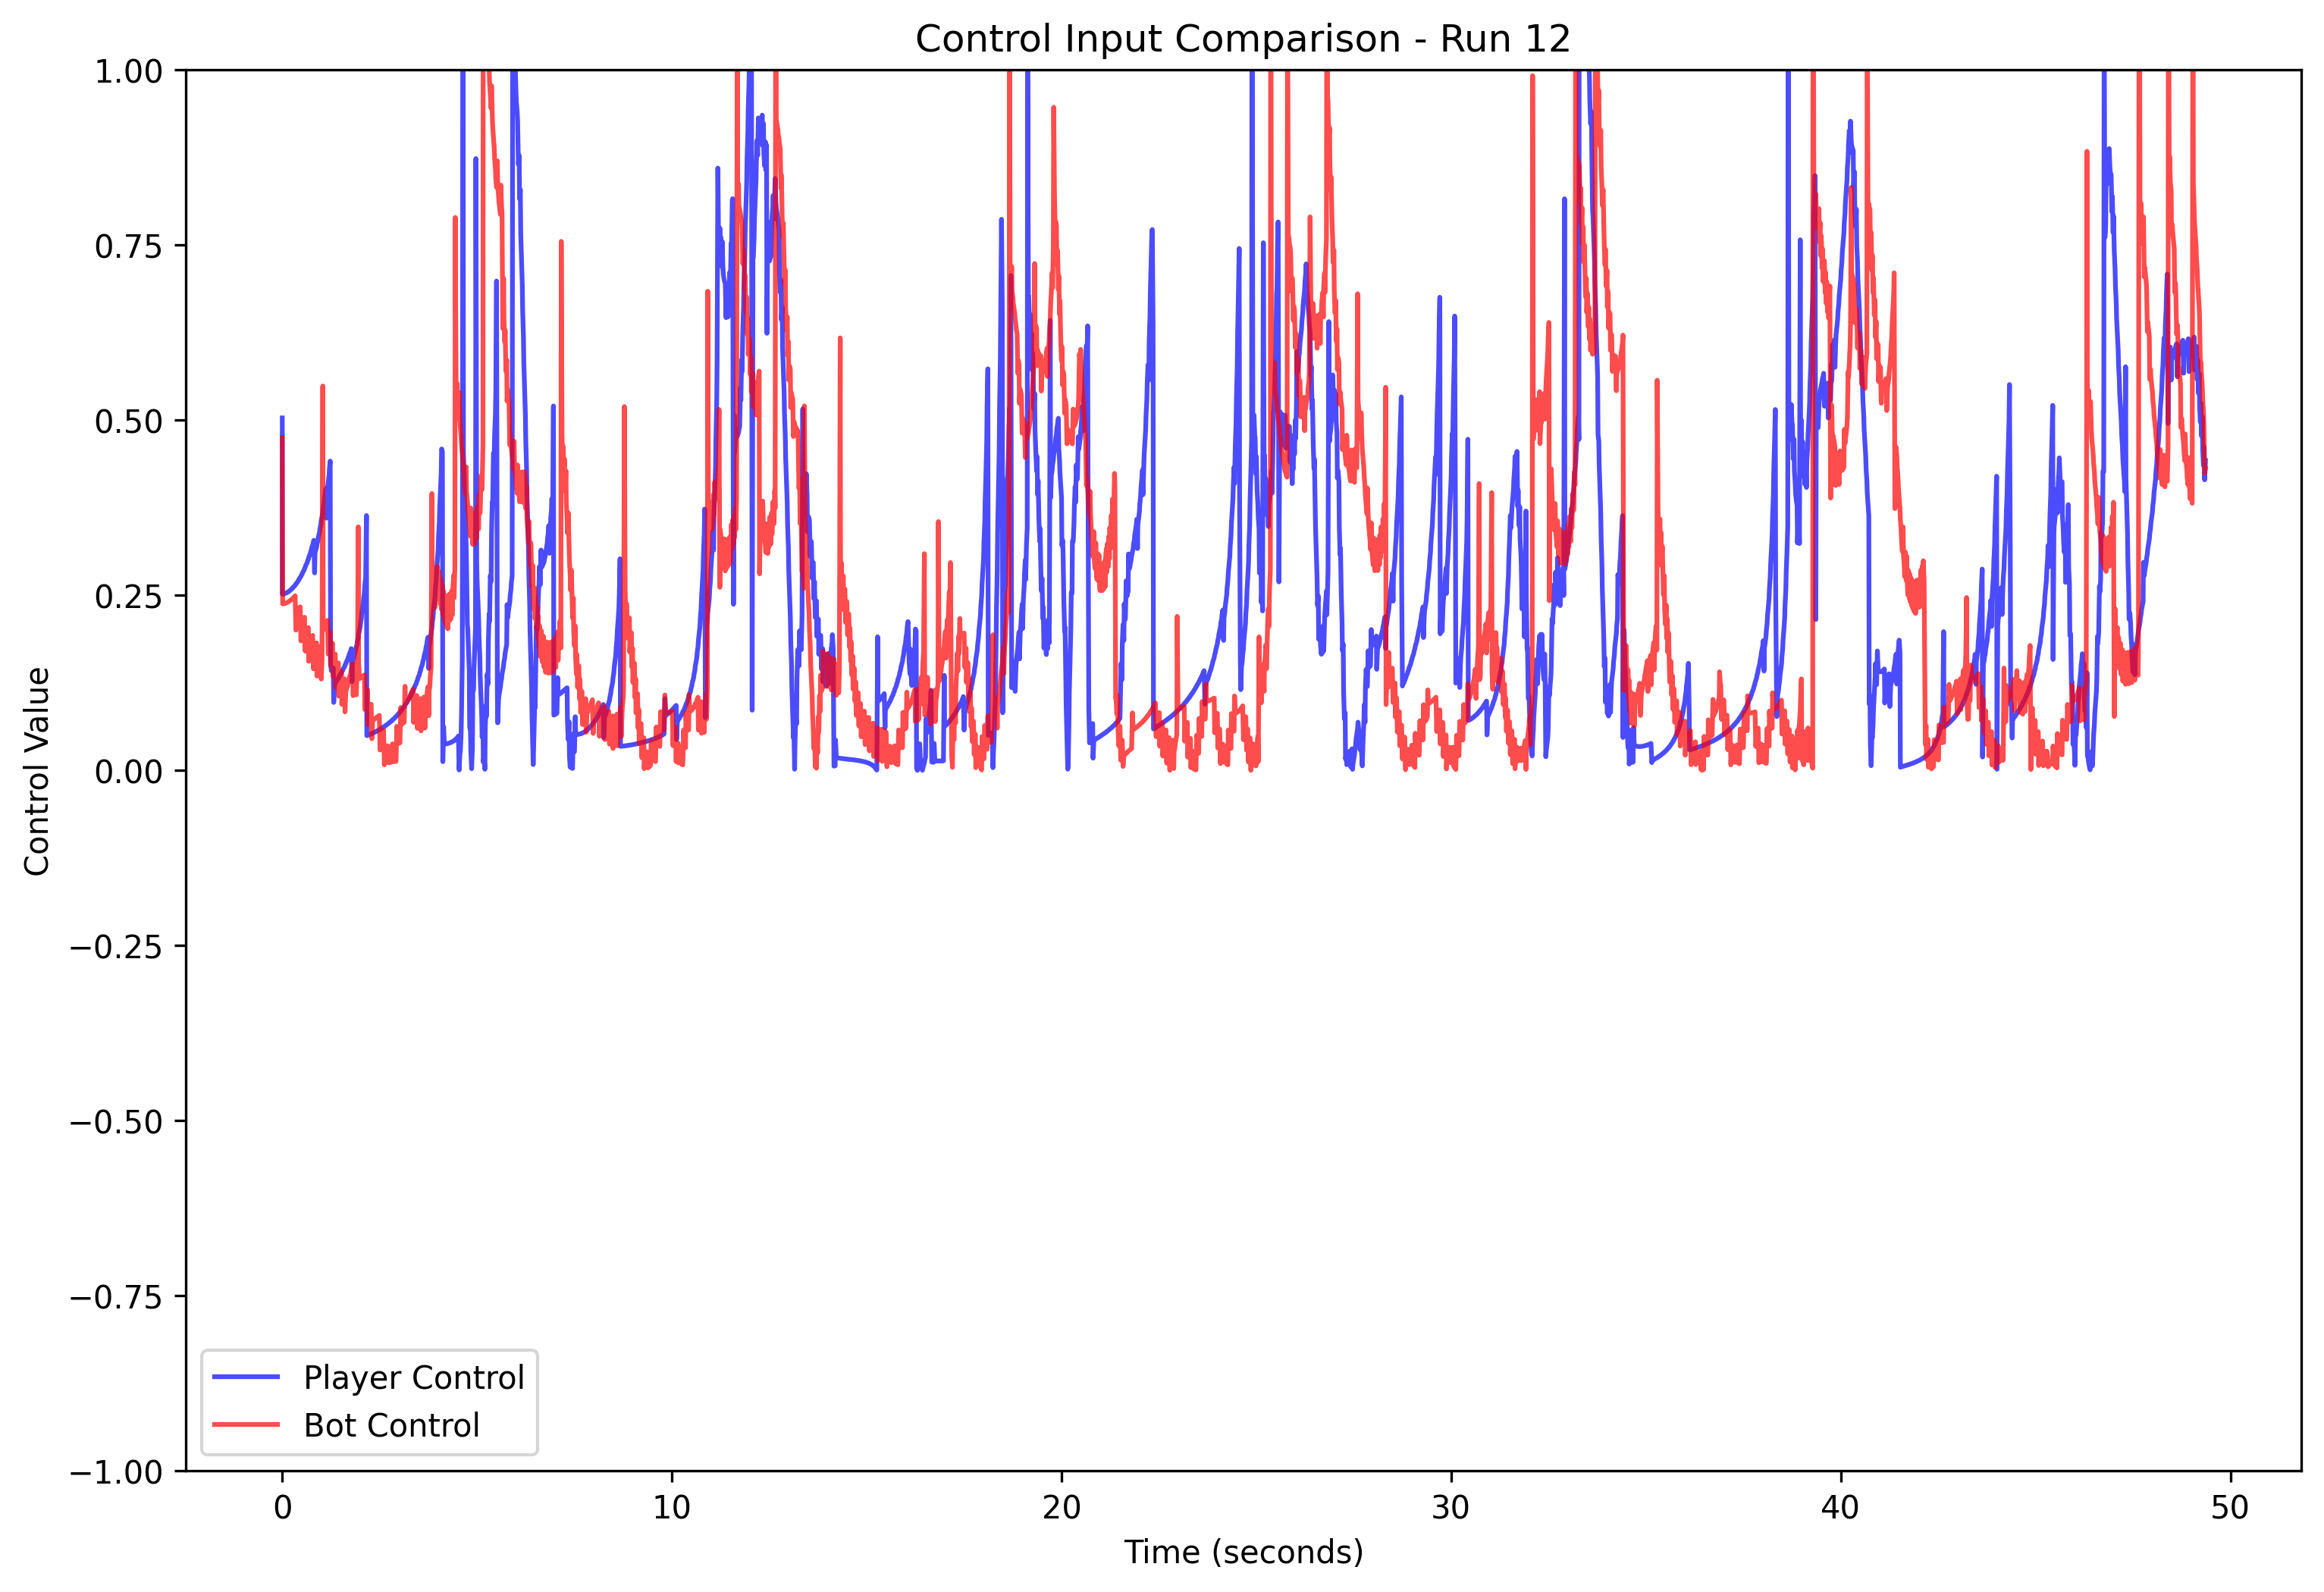 Control Input Comparison - Run 12
1.00
0.75
0.50
0.25
0.00
−0.25
−0.50
−0.75
−1.00
Control Value
Player Control
Bot Control
0 10 20 30 40 50
Time (seconds)